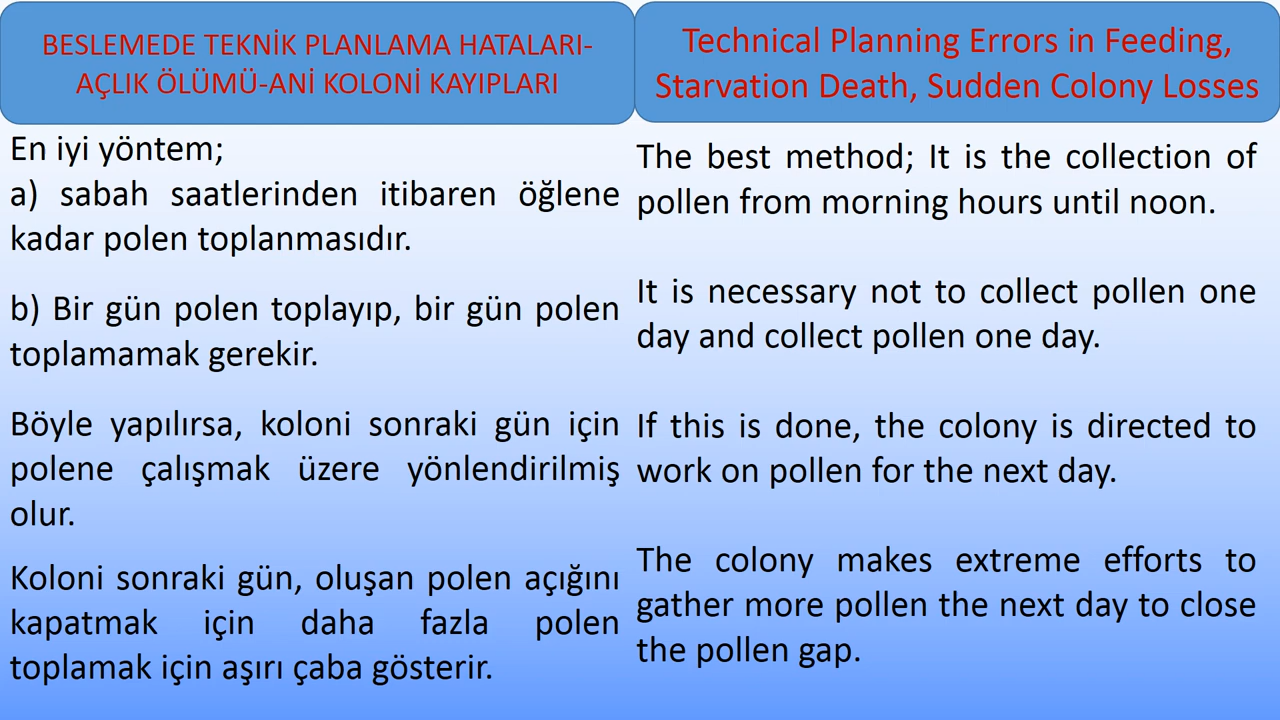 BESLEMEDE TEKNİK PLANLAMA HATALARI-
AÇLIK ÖLÜMÜ-ANİ KOLONİ KAYIPLARI
En iyi yöntem;
a) sabah saatlerinden itibaren öğlene
kadar polen toplanmasıdır.
b) Bir gün polen toplayıp, bir gün polen
toplamamak gerekir.
Böyle yapılırsa, koloni sonraki gün için
polene çalışmak üzere yönlendirilmiş
olur.
Koloni sonraki gün, oluşan polen açığını
kapatmak için daha fazla polen
toplamak için aşırı çaba gösterir.
Technical Planning Errors in Feeding,
Starvation Death, Sudden Colony Losses
The best method; It is the collection of
pollen from morning hours until noon.
It is necessary not to collect pollen one
day and collect pollen one day.
If this is done, the colony is directed to
work on pollen for the next day.
The colony makes extreme efforts to
gather more pollen the next day to close
the pollen gap.